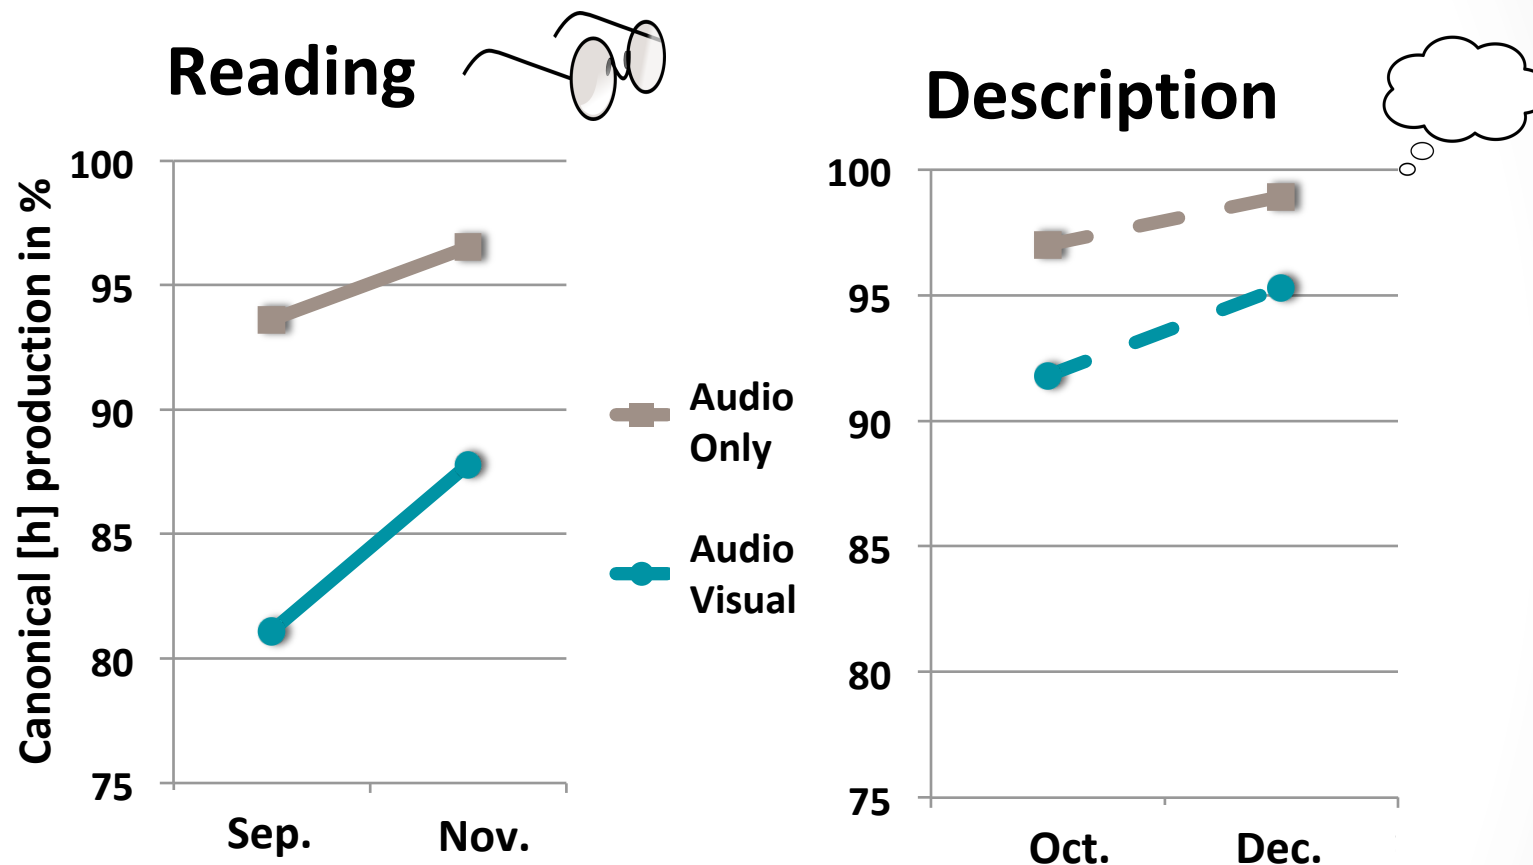 Reading
Canonical [h] production in %
100
95
90
85
80
75
Sep. Nov.
Audio
Only
Audio
Visual
Description
100
95
90
85
80
75
Oct. Dec.